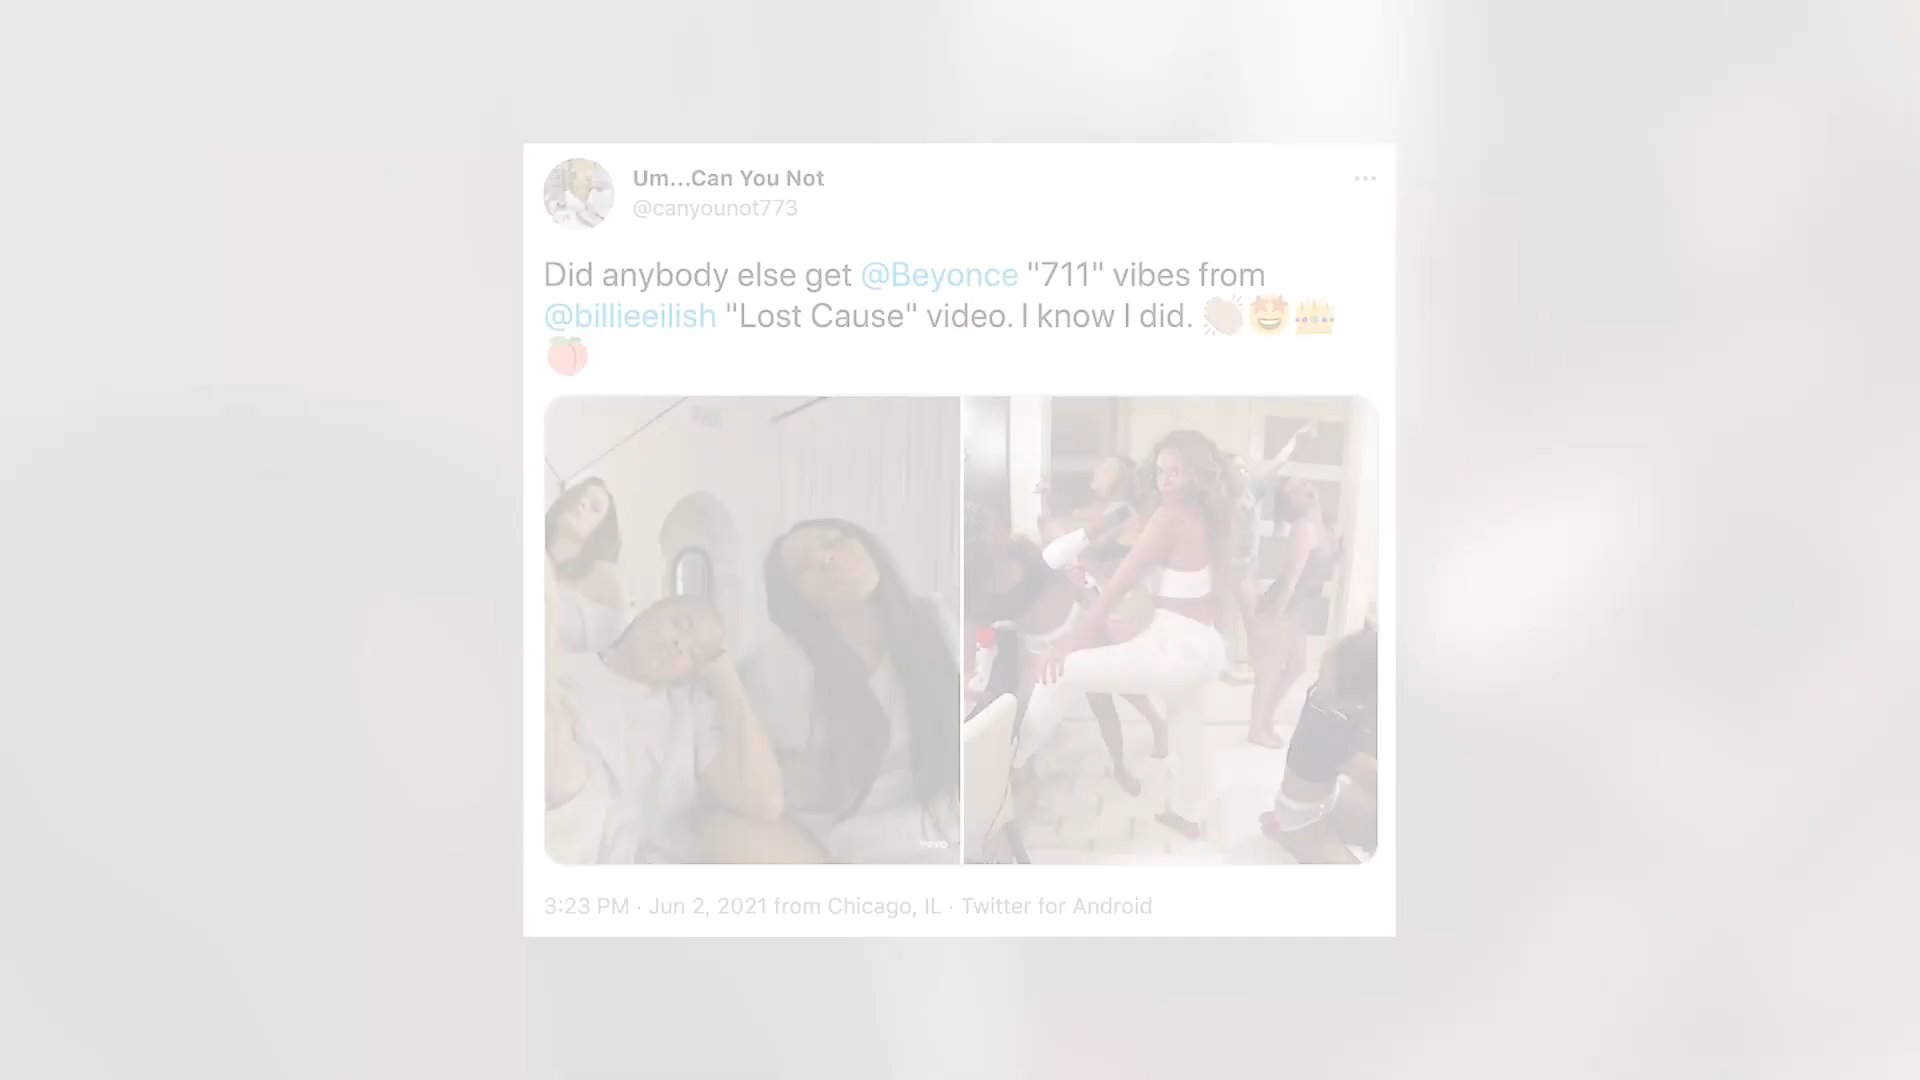 Um...Can You Not
@canyounot773
Did anybody else get @Beyonce "711" vibes from
@billieeilish "Lost Cause" video. I know I did. 👏🤩👑
🍑
vevo
3:23 PM · Jun 2, 2021 from Chicago, IL · Twitter for Android